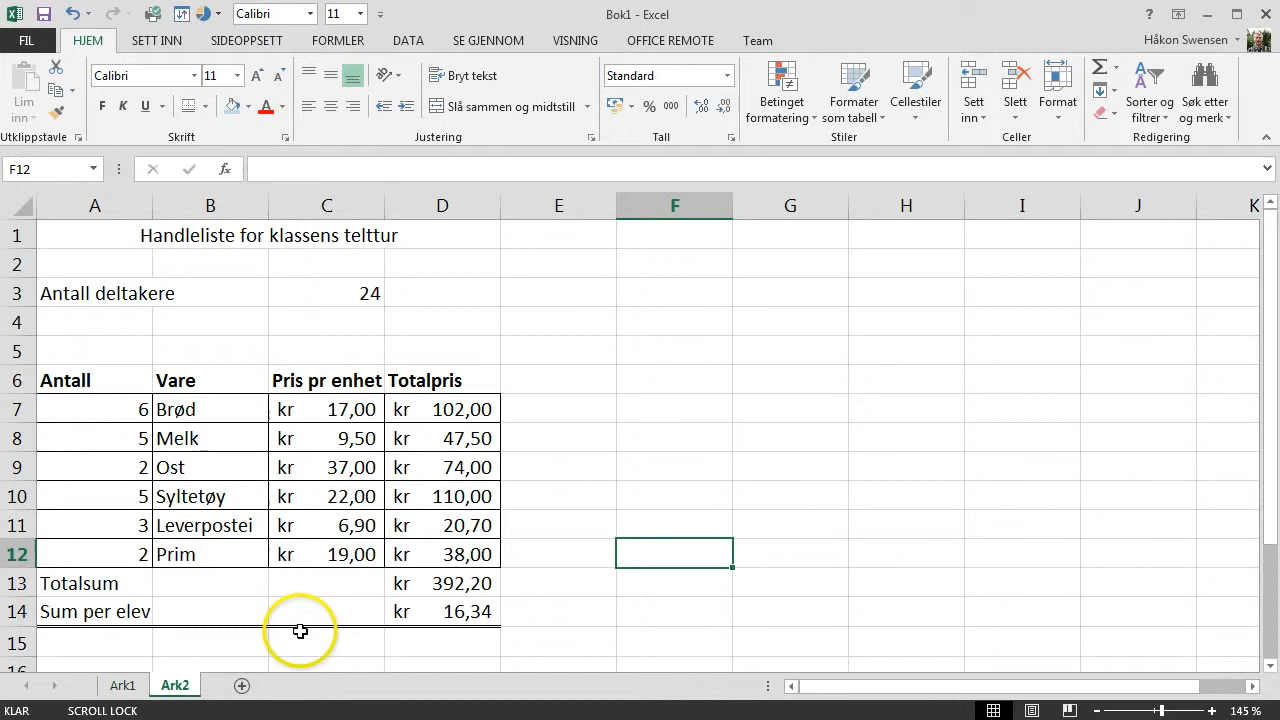 Bok1 - Excel
Calibri 11
?
FIL HJEM SETT INN SIDEOPPSETT FORMLER DATA SE GJENNOM VISNING OFFICE REMOTE Team Håkon Swensen
Lim inn
Calibri 11
F K U A
Bryt tekst
Slå sammen og midtstill
Standard
% 000
Betinget formatering
Formater som tabell
Cellestiler
Sett inn
Slett
Format
Sorter og filtrer
Søk etter og merk
Utklippstavle Skrift Justering Tall Stiler Celler Redigering
F12 fx
A B C D E F G H I J K
1 Handleliste for klassens telttur
2
3 Antall deltakere 24
4
5
6 Antall Vare Pris pr enhet Totalpris
7 6 Brød kr 17,00 kr 102,00
8 5 Melk kr 9,50 kr 47,50
9 2 Ost kr 37,00 kr 74,00
10 5 Syltetøy kr 22,00 kr 110,00
11 3 Leverpostei kr 6,90 kr 20,70
12 2 Prim kr 19,00 kr 38,00
13 Totalsum kr 392,20
14 Sum per elev kr 16,34
15
16
Ark1 Ark2
KLAR SCROLL LOCK 145 %